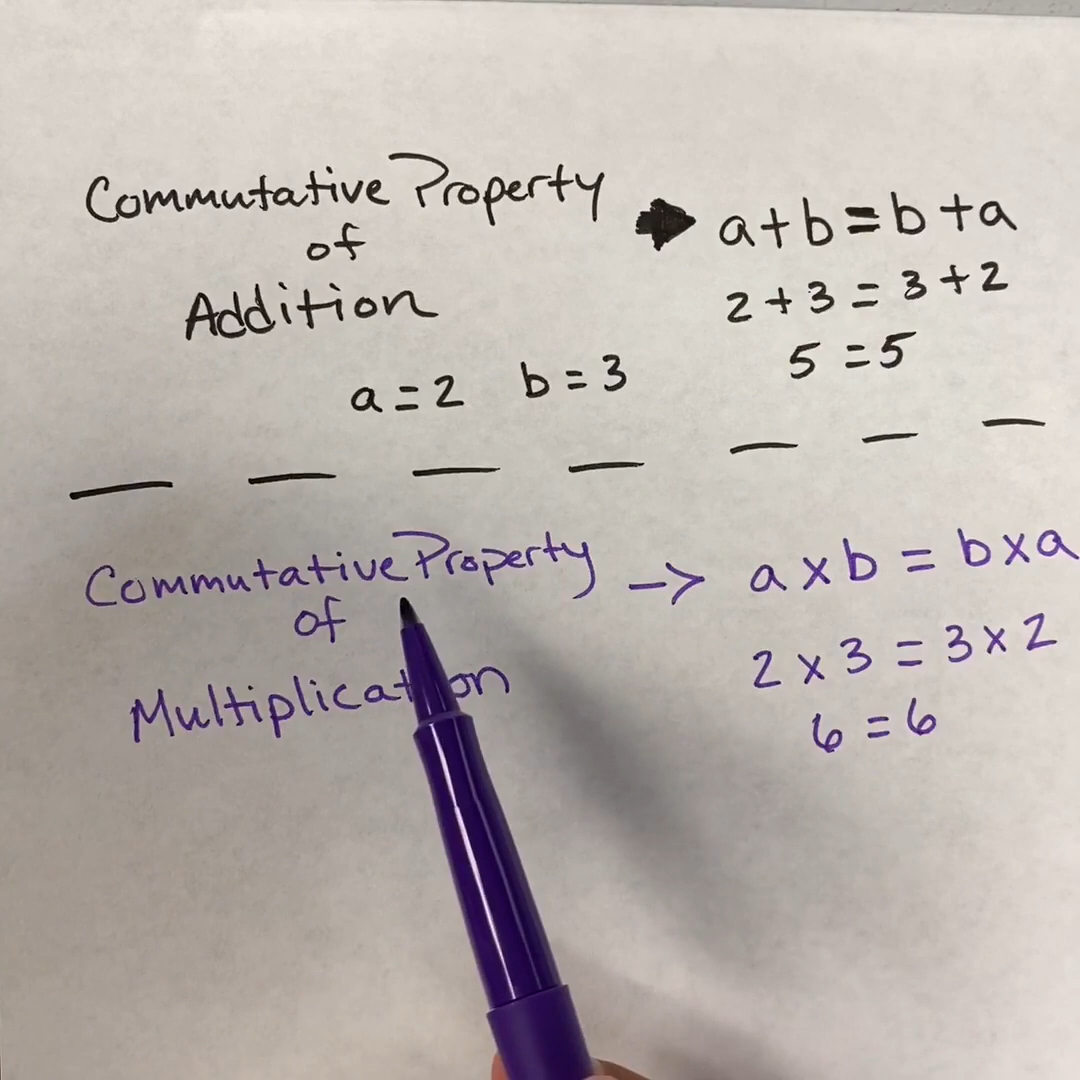 Commutative Property
of
Addition
a+b=b+a
2+3=3+2
5=5
a=2 b=3
Commutative Property
of
Multiplication
a×b=b×a
2×3=3×2
6=6